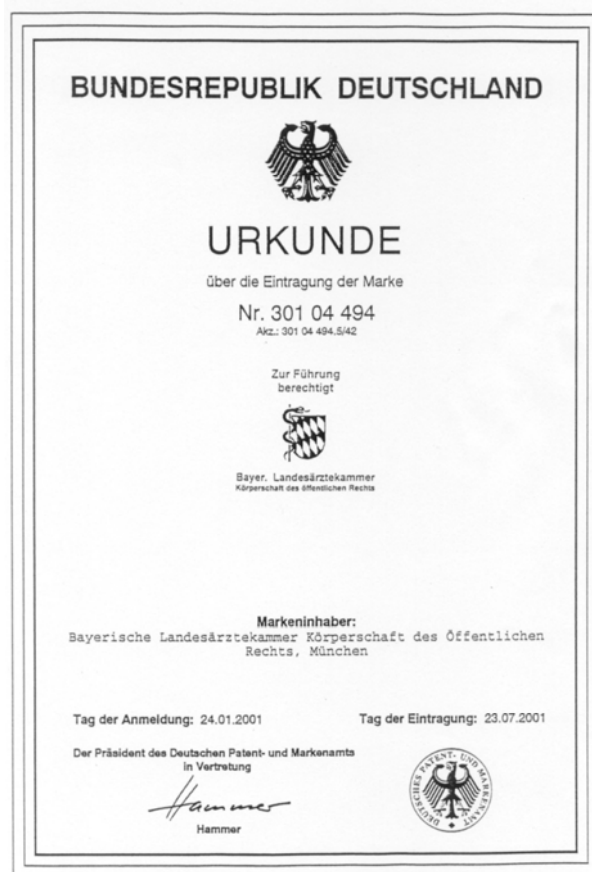 BUNDESREPUBLIK DEUTSCHLAND
URKUNDE
über die Eintragung der Marke
Nr. 301 04 494
Akz.: 301 04 494.5/42
Zur Führung
berechtigt
Bayer. Landesärztekammer
Körperschaft des öffentlichen Rechts
Markeninhaber:
Bayerische Landesärztekammer Körperschaft des Öffentlichen
Rechts, München
Tag der Anmeldung: 24.01.2001
Tag der Eintragung: 23.07.2001
Der Präsident des Deutschen Patent- und Markenamts
in Vertretung
Hammer
Hammer
DEUTSCHES PATENT- UND MARKENAMT